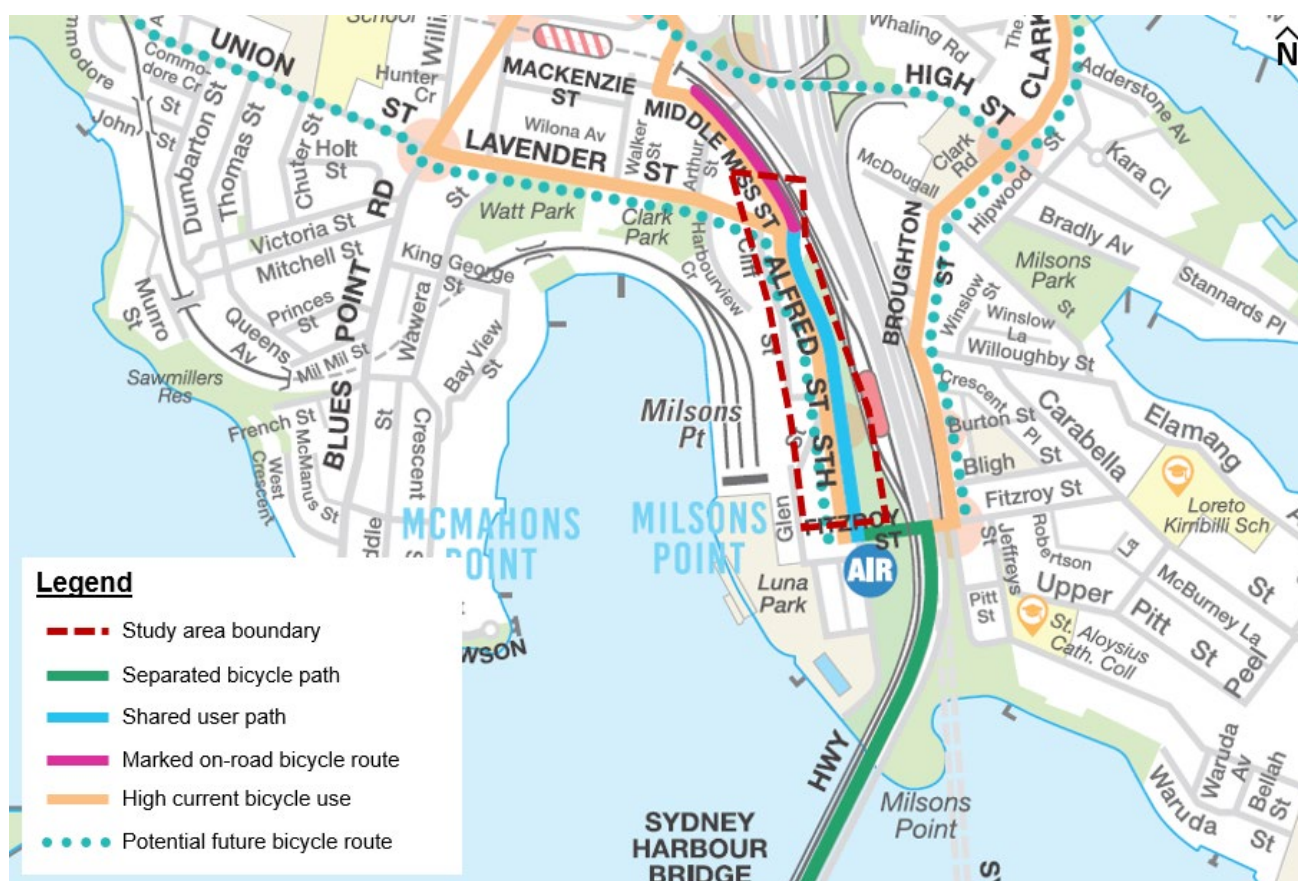 School
UNION
ST
Commo-
dore Cr
St
John
St
Dumbarton St
Thomas St
Chuter St
Hunter
Cr
Holt
St
MACKENZIE
ST
Wilona Av
LAVENDER
ST
Walker
St
Arthur
St
MIDDLE
MISS ST
Whaling Rd
The
HIGH
ST
CLARK
N
Adderstone Av
Kara Cl
Clark
Rd
McDougall
St
Hipwood
St
Bradly Av
Stannards Pl
Milsons
Park
BROUGHTON
ST
Winslow
St
Winslow
La
Willoughby St
Watt Park
Clark
Park
Harbourview
Cr
Cliff
St
ALFRED
ST
STH
Victoria St
Mitchell St
King George
St
St
RD
POINT
BLUES
Princes
St
Queens
Av
Mil Mil St
Wawera
St
Bay View
St
Munro
St
Sawmillers
Res
French St
West
Crescent
McManus St
Crescent
St
Milsons
Pt
St
Glen
MCMAHONS
POINT
MILSONS
POINT
FITZROY
ST
AIR
Luna
Park
Crescent
Pl
Burton St
St
Bligh
Carabella
St
Elamang
Fitzroy St
Loreto
Kirribilli Sch
St
Jeffreys
Robertson
La
Upper
Pitt
St
McBurney La
Peel
Pitt
St
St.
Aloysius
Cath. Coll
Waruda
Av
Bellah
St
Waruda
St
HWY
Milsons
Point
SYDNEY
HARBOUR
BRIDGE
Legend
Study area boundary
Separated bicycle path
Shared user path
Marked on-road bicycle route
High current bicycle use
Potential future bicycle route